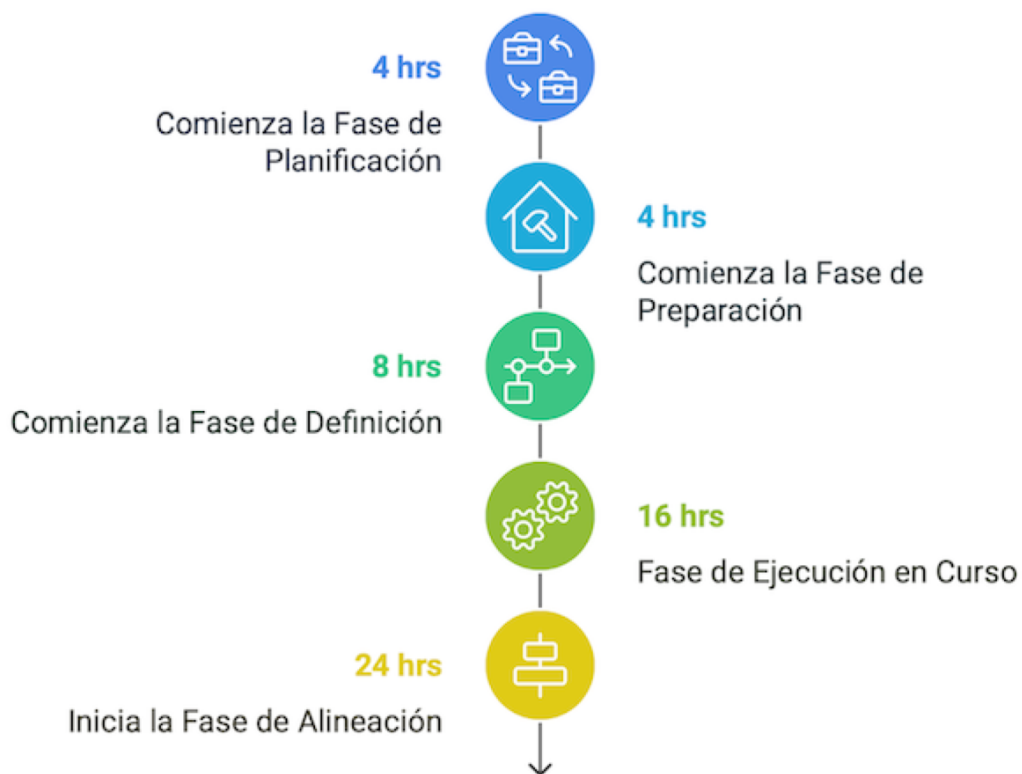 4 hrs
Comienza la Fase de
Planificación
4 hrs
Comienza la Fase de
Preparación
8 hrs
Comienza la Fase de Definición
16 hrs
Fase de Ejecución en Curso
24 hrs
Inicia la Fase de Alineación